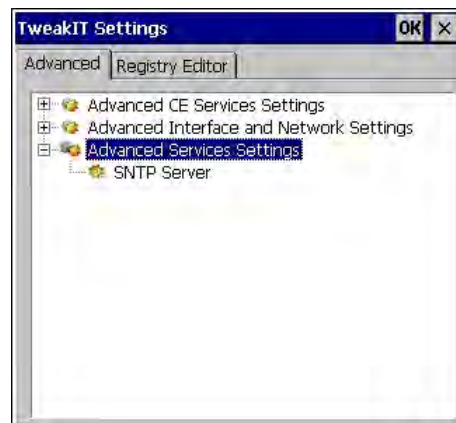 TweakIT Settings OK ×
Advanced Registry Editor
Advanced CE Services Settings
Advanced Interface and Network Settings
Advanced Services Settings
SNTP Server